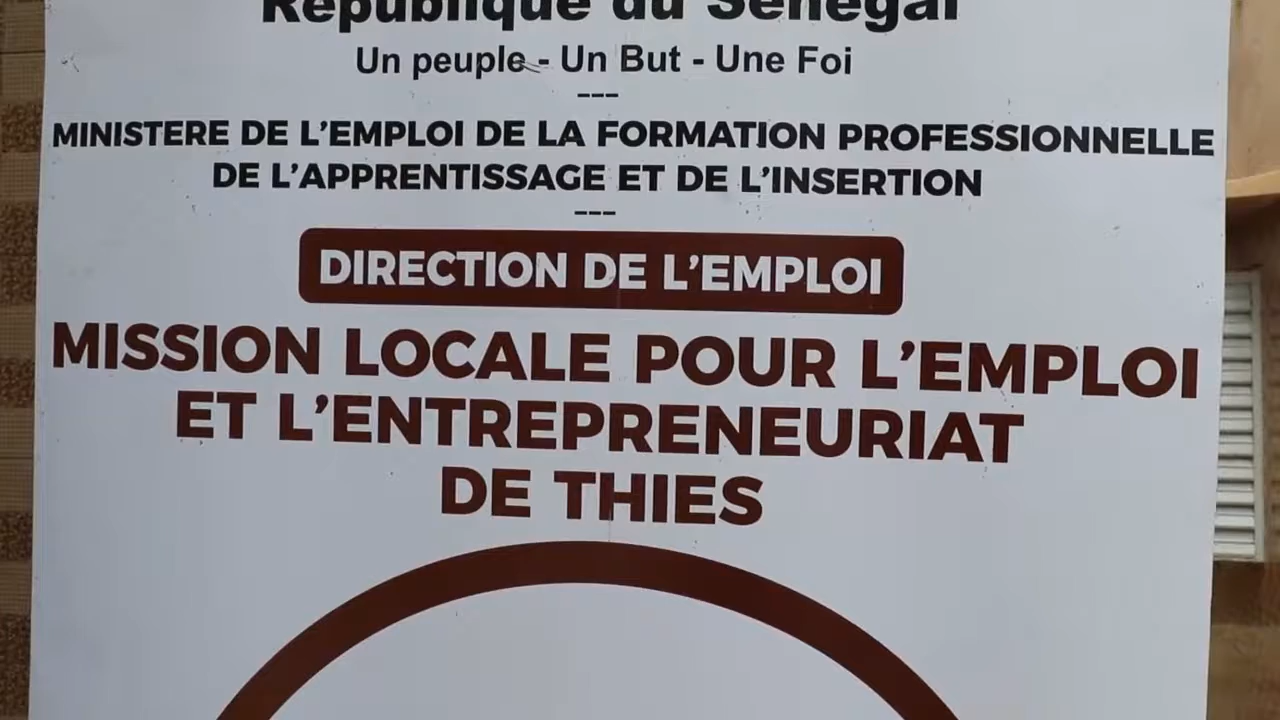 République du Sénégal
Un peuple - Un But - Une Foi
---
MINISTERE DE L'EMPLOI DE LA FORMATION PROFESSIONNELLE
DE L'APPRENTISSAGE ET DE L'INSERTION
---
DIRECTION DE L'EMPLOI
MISSION LOCALE POUR L'EMPLOI
ET L'ENTREPRENEURIAT
DE THIES